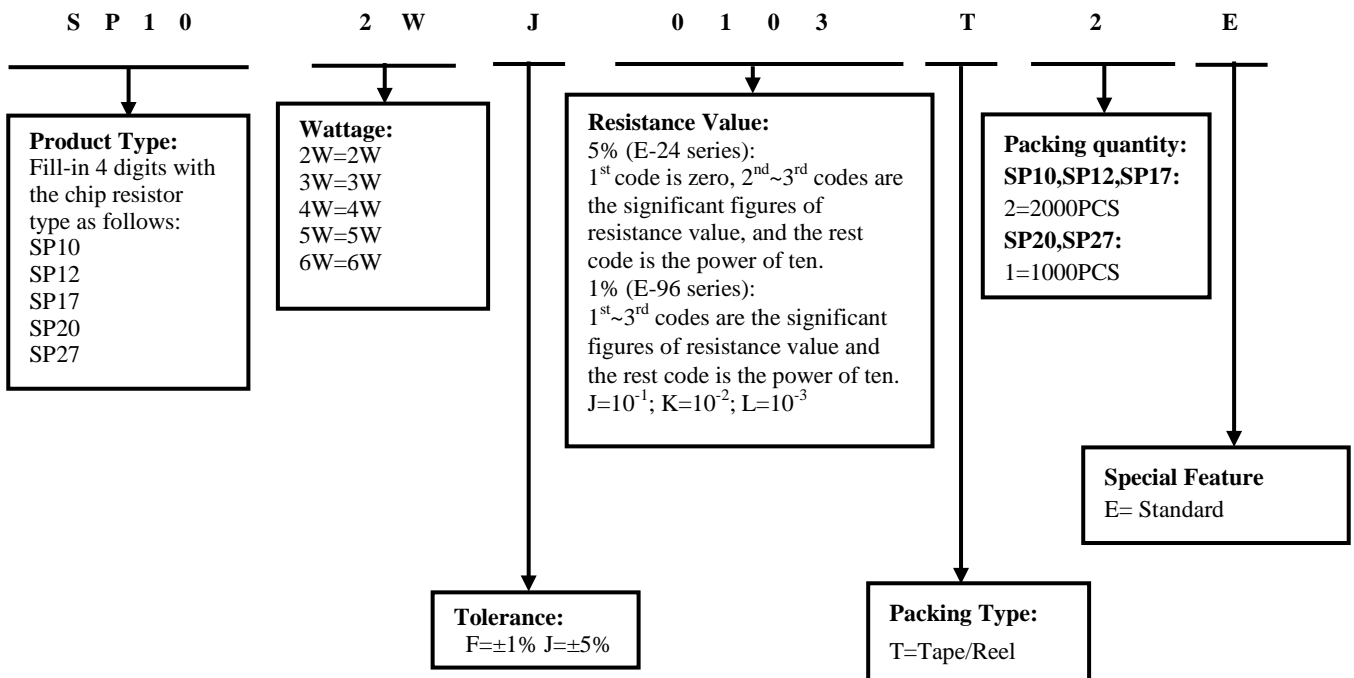 S P 1 0 2 W J 0 1 0 3 T 2 E
Product Type:
Fill-in 4 digits with
the chip resistor
type as follows:
SP10
SP12
SP17
SP20
SP27
Wattage:
2W=2W
3W=3W
4W=4W
5W=5W
6W=6W
Resistance Value:
5% (E-24 series):
1st code is zero, 2nd~3rd codes are
the significant figures of
resistance value, and the rest
code is the power of ten.
1% (E-96 series):
1st~3rd codes are the significant
figures of resistance value and
the rest code is the power of ten.
J=10-1; K=10-2; L=10-3
Packing quantity:
SP10,SP12,SP17:
2=2000PCS
SP20,SP27:
1=1000PCS
Special Feature
E= Standard
Tolerance:
F=±1% J=±5%
Packing Type:
T=Tape/Reel